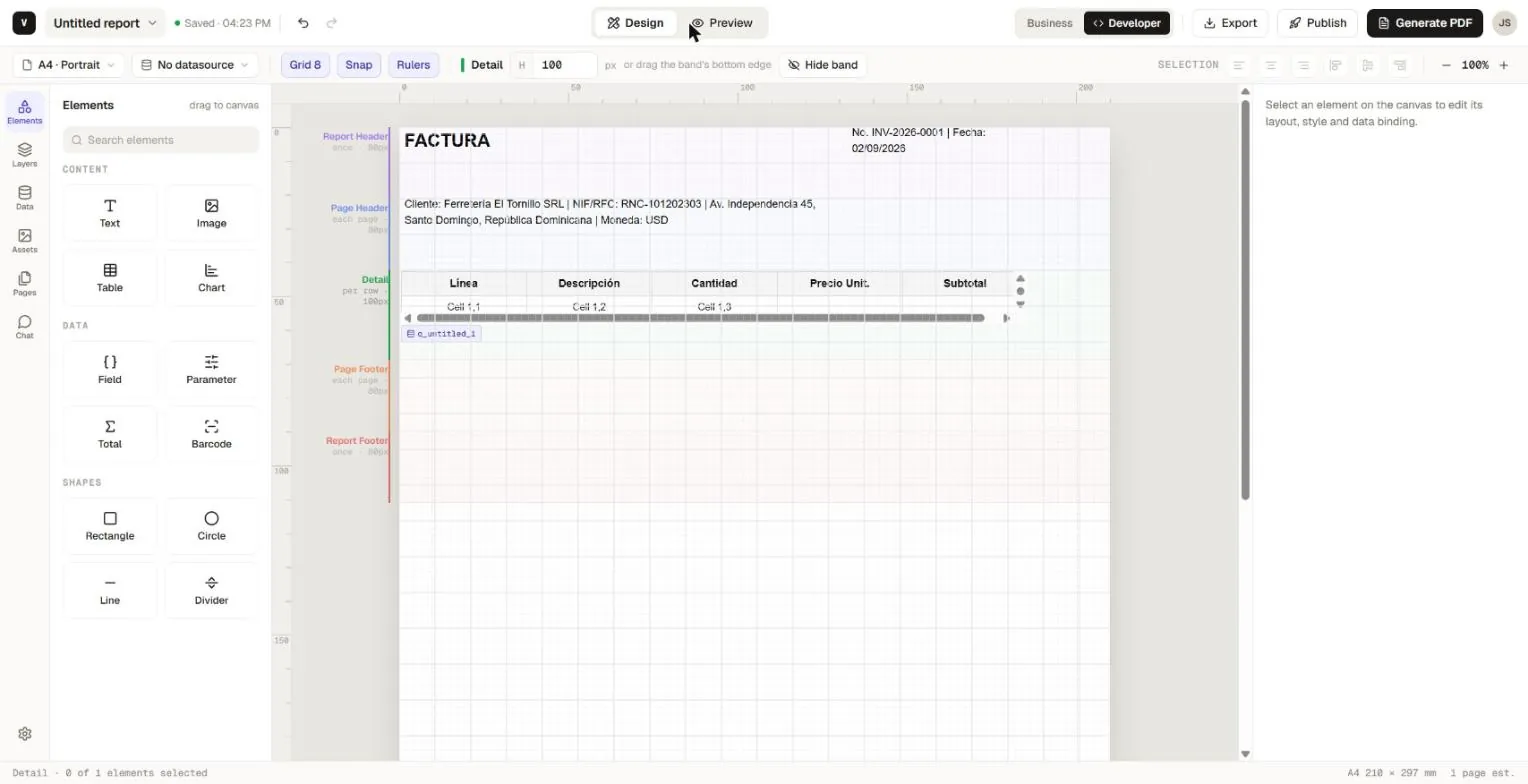 V Untitled report Saved · 04:23 PM Design Preview Business Developer Export Publish Generate PDF JS
A4 · Portrait No datasource Grid 8 Snap Rulers Detail H 100 px or drag the band's bottom edge Hide band SELECTION 100%
Elements
Layers
Data
Assets
Pages
Chat
Elements drag to canvas
Search elements
CONTENT
Text Image
Table Chart
DATA
Field Parameter
Total Barcode
SHAPES
Rectangle Circle
Line Divider
0 50 100 150 200
0
50
100
150
Report Header
once · 80px
Page Header
each page ·
80px
Detail
per row ·
100px
Page Footer
each page ·
80px
Report Footer
once · 80px
FACTURA
No. INV-2026-0001 | Fecha:
02/09/2026
Cliente: Ferretería El Tornillo SRL | NIF/RFC: RNC-101202303 | Av. Independencia 45,
Santo Domingo, República Dominicana | Moneda: USD
Línea Descripción Cantidad Precio Unit. Subtotal
Cell 1,1 Cell 1,2 Cell 1,3
q_untitled_1
Select an element on the canvas to edit its
layout, style and data binding.
Detail · 0 of 1 elements selected
A4 210 × 297 mm 1 page est.